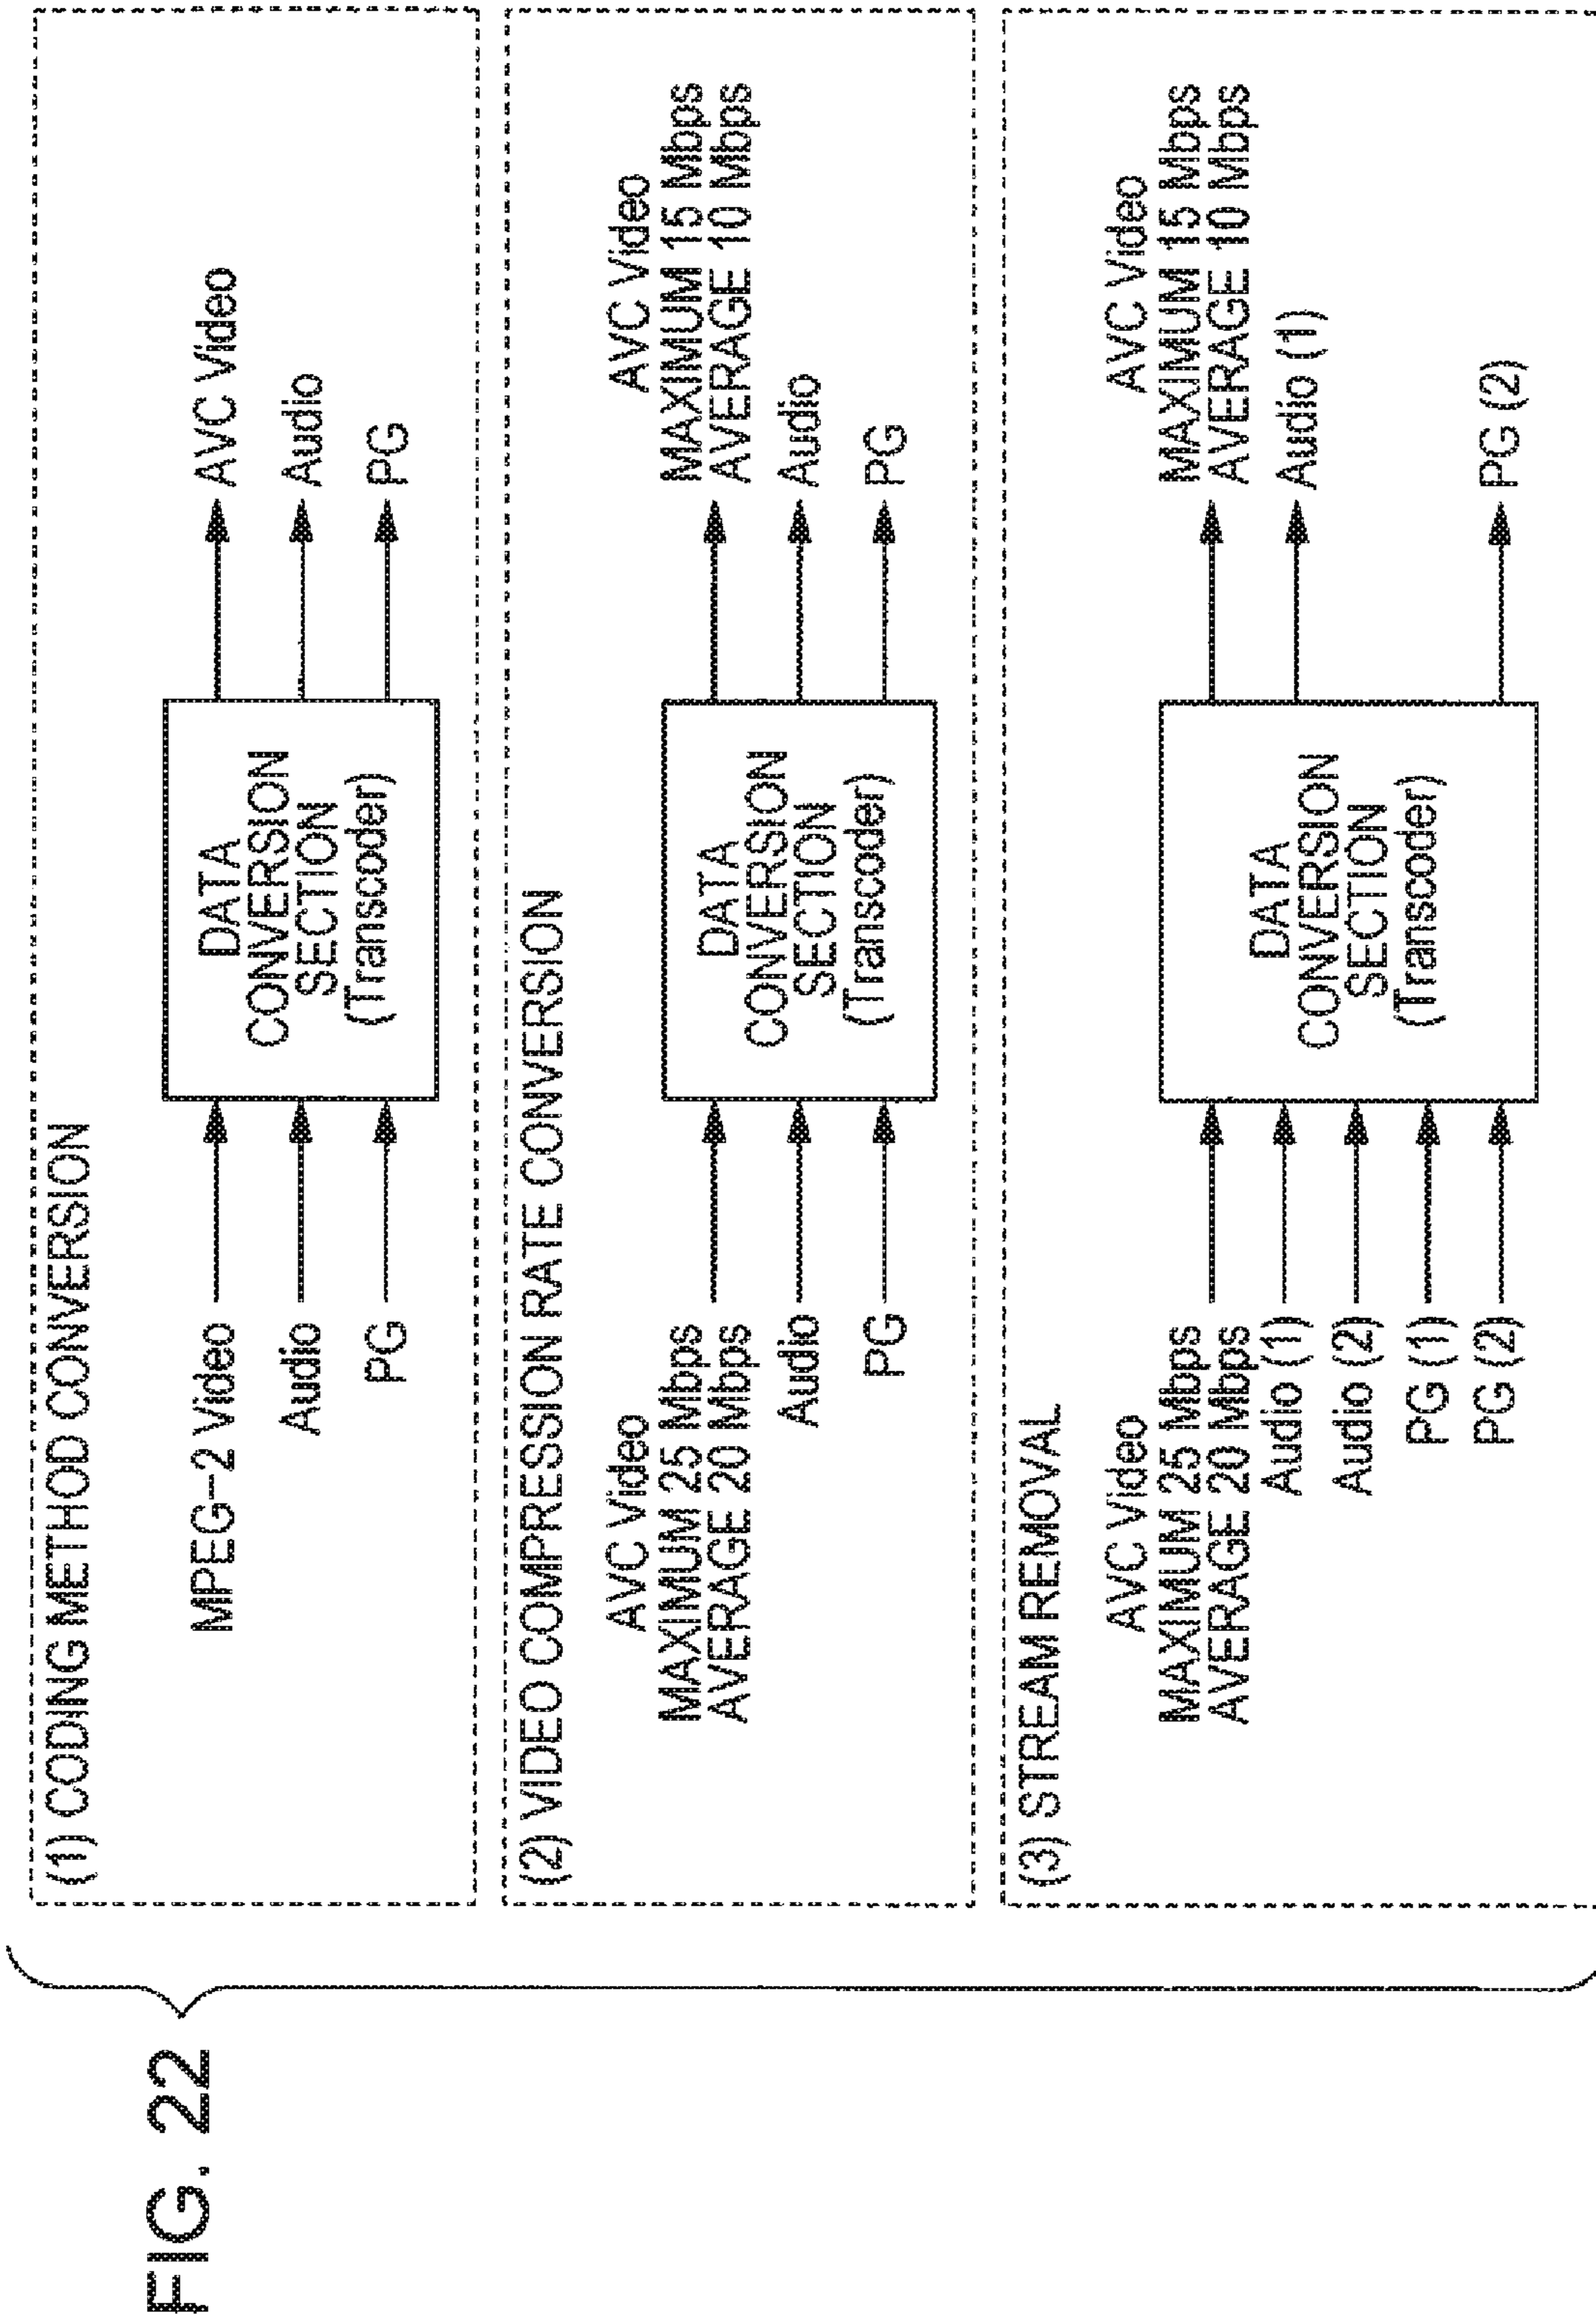 FIG. 22
(1) CODING METHOD CONVERSION
MPEG-2 Video
Audio
PG
DATA
CONVERSION
SECTION
(Transcoder)
AVC Video
Audio
PG
(2) VIDEO COMPRESSION RATE CONVERSION
AVC Video
MAXIMUM 25 Mbps
AVERAGE 20 Mbps
Audio
PG
DATA
CONVERSION
SECTION
(Transcoder)
AVC Video
MAXIMUM 15 Mbps
AVERAGE 10 Mbps
Audio
PG
(3) STREAM REMOVAL
AVC Video
MAXIMUM 25 Mbps
AVERAGE 20 Mbps
Audio (1)
Audio (2)
PG (1)
PG (2)
DATA
CONVERSION
SECTION
(Transcoder)
AVC Video
MAXIMUM 15 Mbps
AVERAGE 10 Mbps
Audio (1)
PG (2)